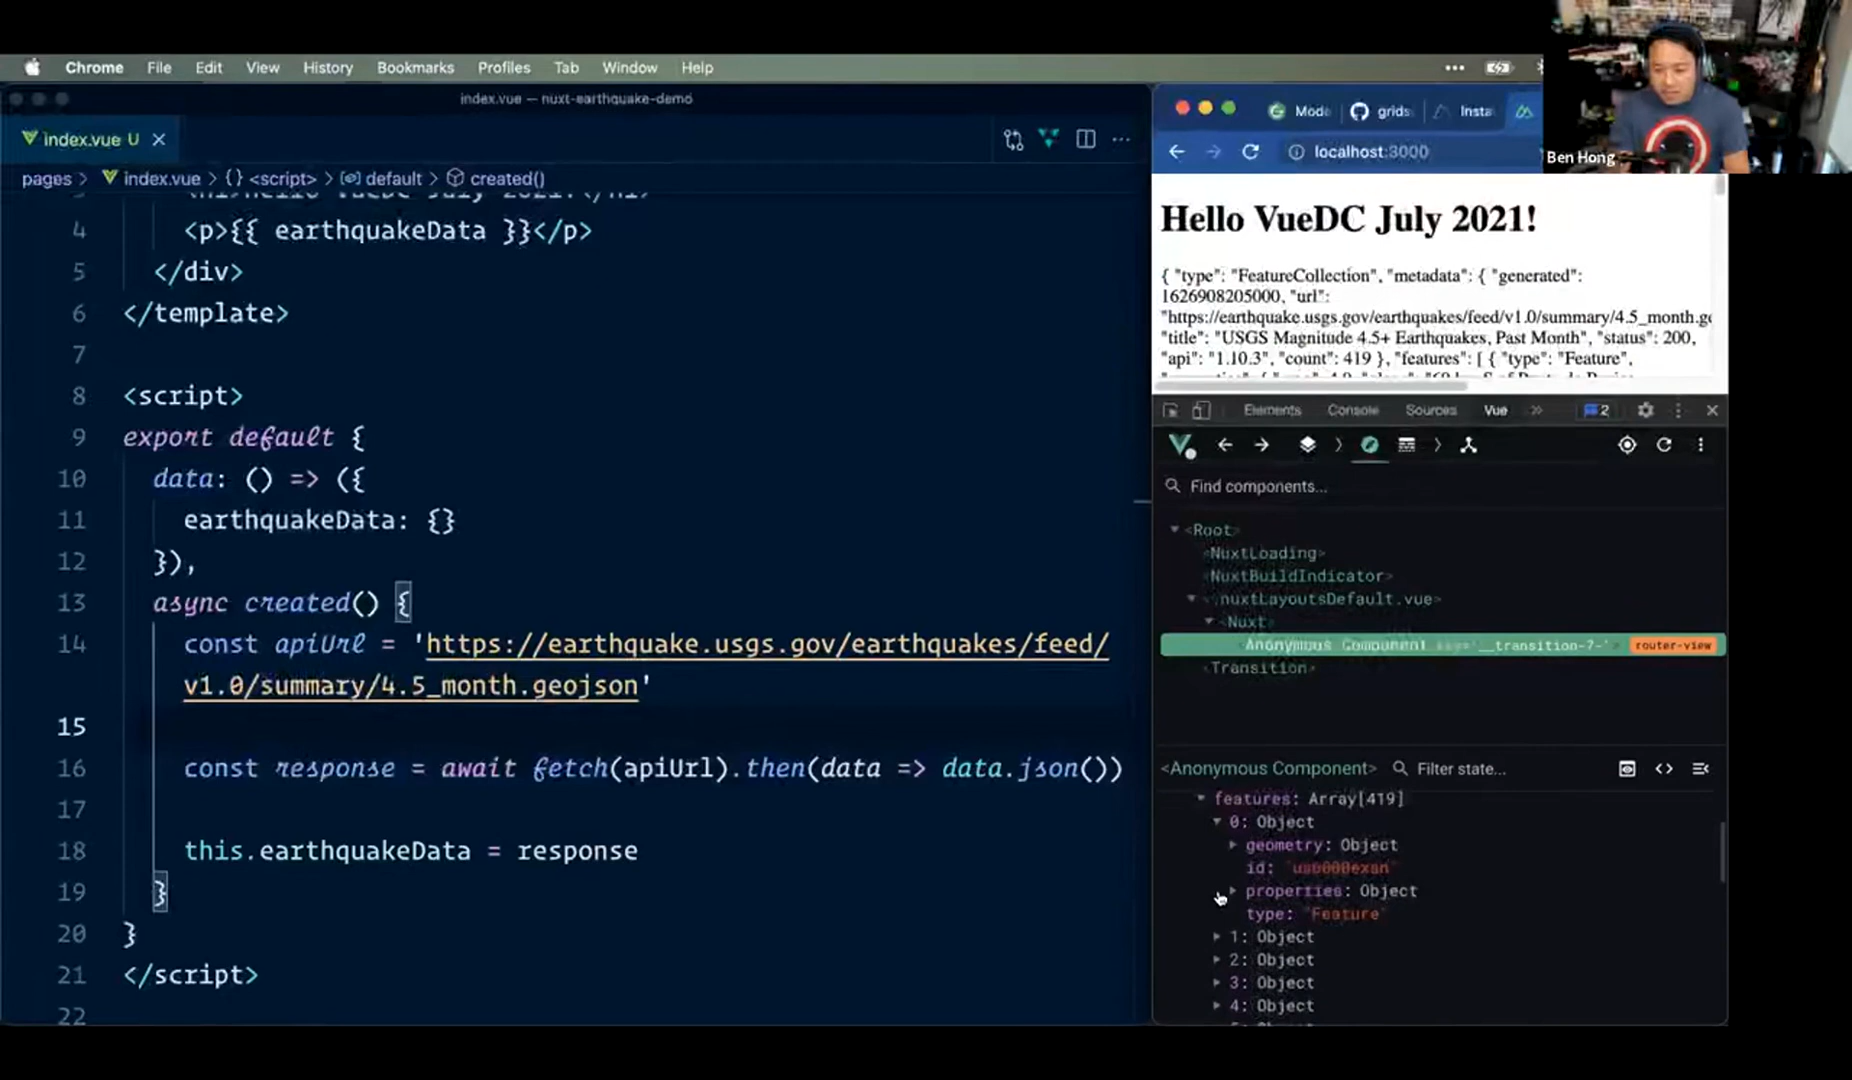 Chrome File Edit View History Bookmarks Profiles Tab Window Help
index.vue — nuxt-earthquake-demo
index.vue U
pages > index.vue > {} <script> > default > created()
4 <p>{{ earthquakeData }}</p>
5 </div>
6 </template>
7
8 <script>
9 export default {
10 data: () => ({
11 earthquakeData: {}
12 }),
13 async created() {
14 const apiUrl = 'https://earthquake.usgs.gov/earthquakes/feed/
v1.0/summary/4.5_month.geojson'
15
16 const response = await fetch(apiUrl).then(data => data.json())
17
18 this.earthquakeData = response
19 }
20 }
21 </script>
22
Mode grids Insta
localhost:3000
Ben Hong
Hello VueDC July 2021!
{ "type": "FeatureCollection", "metadata": { "generated":
1626908205000, "url":
"https://earthquake.usgs.gov/earthquakes/feed/v1.0/summary/4.5_month.ge
"title": "USGS Magnitude 4.5+ Earthquakes, Past Month", "status": 200,
"api": "1.10.3", "count": 419 }, "features": [ { "type": "Feature",
Elements Console Sources Vue 2
Find components...
<Root>
<NuxtLoading>
<NuxtBuildIndicator>
nuxtLayoutsDefault.vue>
<Nuxt>
<Anonymous Component router-view
Transition>
<Anonymous Component> Filter state...
features: Array[419]
0: Object
geometry: Object
id:
properties: Object
type: "Feature"
1: Object
2: Object
3: Object
4: Object